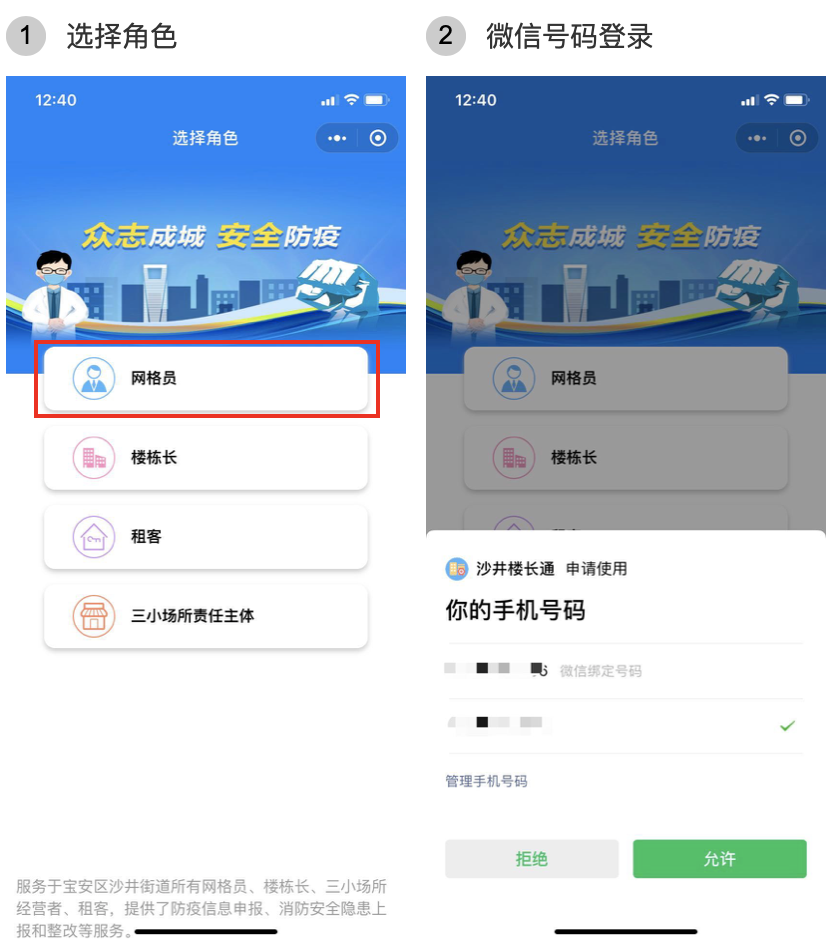 1 选择角色
12:40
选择角色
众志成城 安全防疫
网格员
楼栋长
租客
三小场所责任主体
服务于宝安区沙井街道所有网格员、楼栋长、三小场所
经营者、租客，提供了防疫信息申报、消防安全隐患上
报和整改等服务。
2 微信号码登录
12:40
选择角色
众志成城 安全防疫
网格员
楼栋长
沙井楼长通 申请使用
你的手机号码
6 微信绑定号码
管理手机号码
拒绝
允许